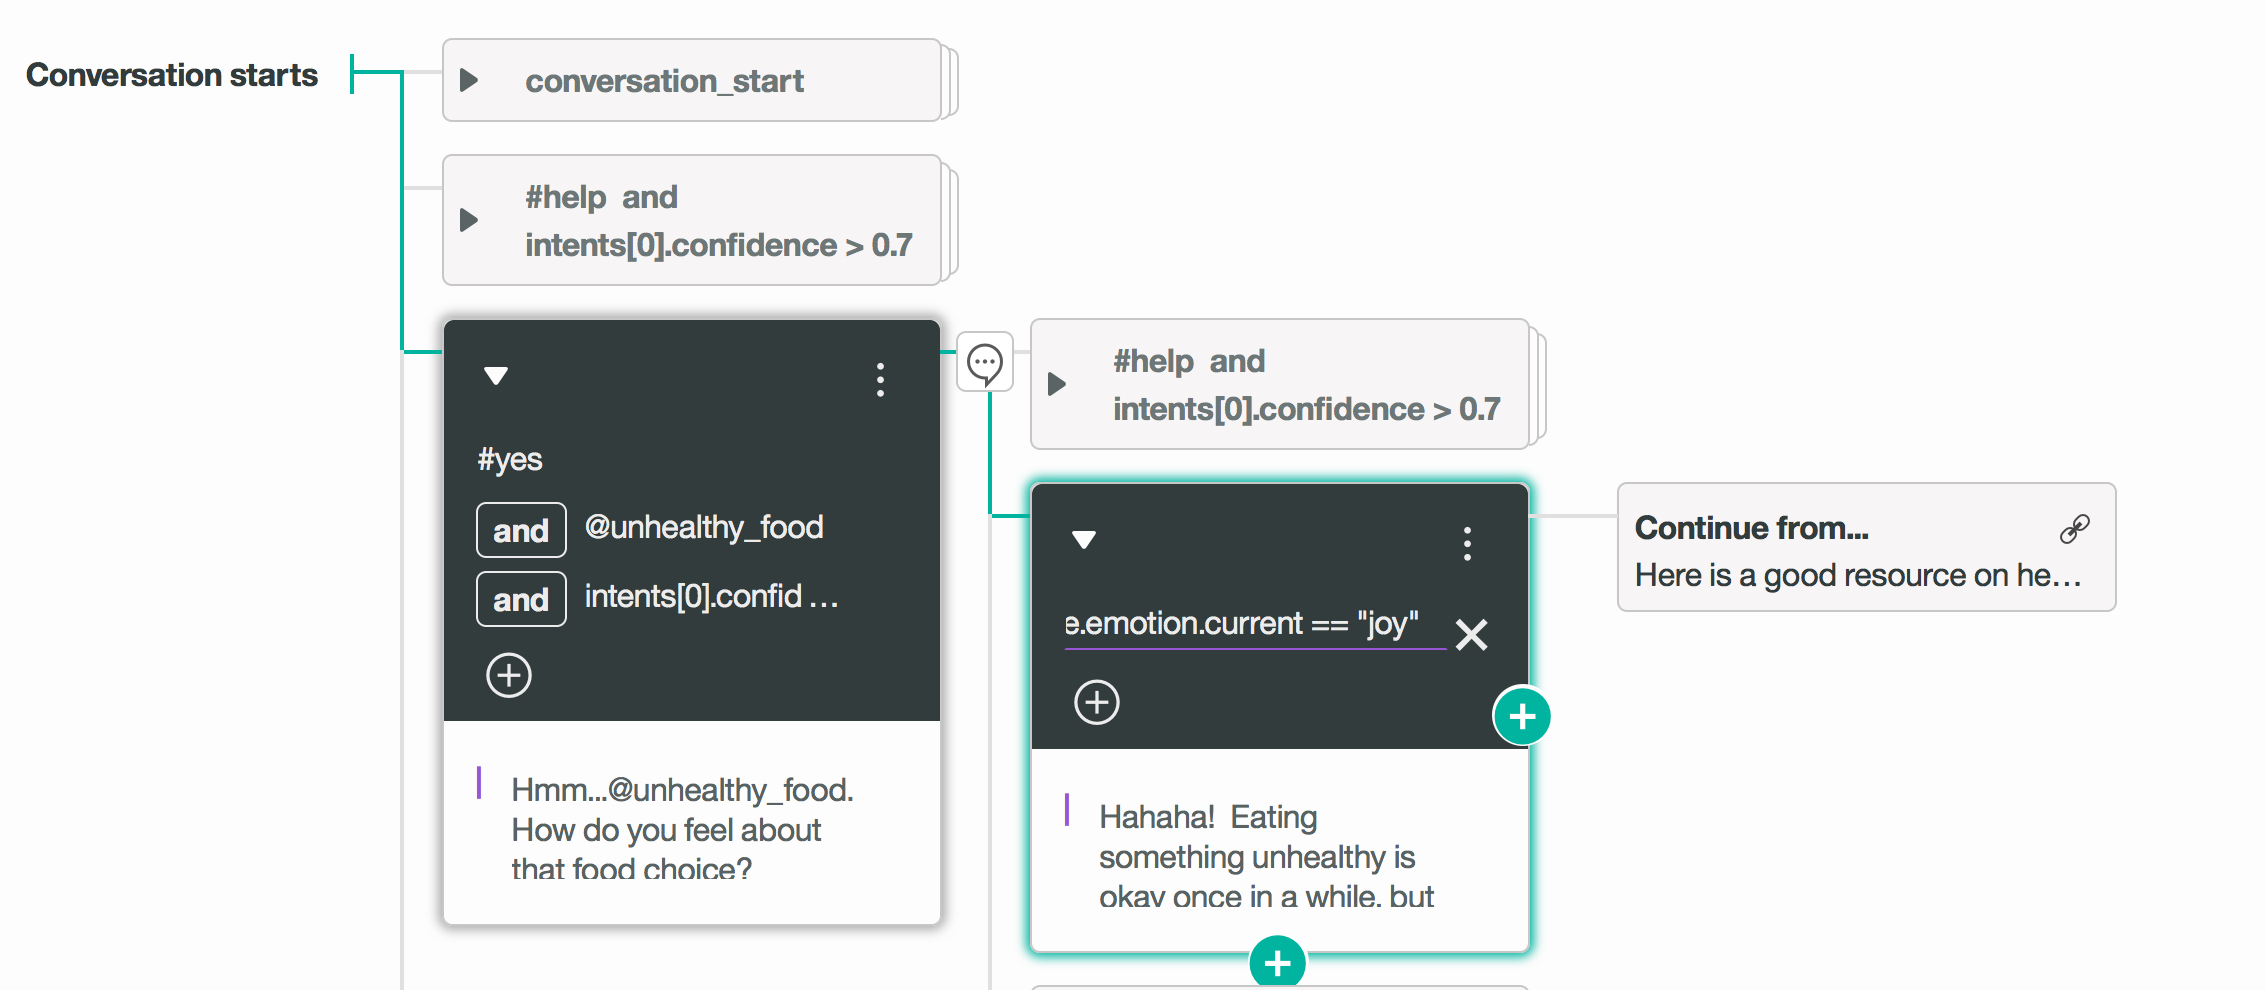 Conversation starts
conversation_start
#help and
intents[0].confidence > 0.7
#yes
and @unhealthy_food
and intents[0].confid ...
Hmm...@unhealthy_food.
How do you feel about
that food choice?
#help and
intents[0].confidence > 0.7
e.emotion.current == "joy"
Hahaha! Eating
something unhealthy is
okay once in a while, but
Continue from...
Here is a good resource on he...